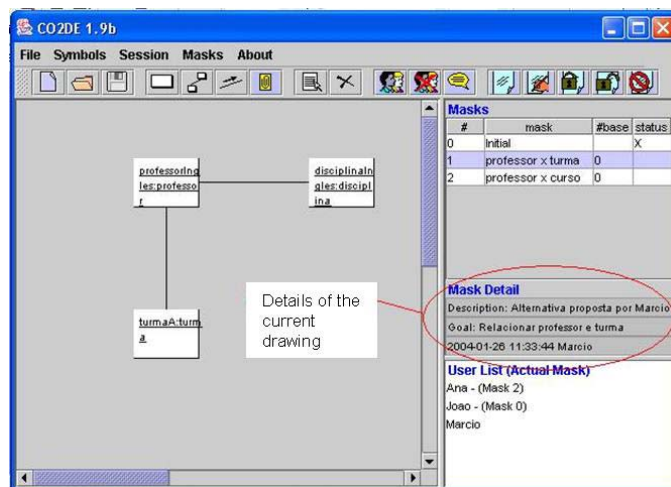 CO2DE 1.9b
File Symbols Session Masks About
Masks
# mask #base status
0 Initial X
1 professor x turma 0
2 professor x curso 0
professorIng
les:professo
r
disciplinaIn
gles:discipl
ina
turmaA:turm
a
Details of the
current
drawing
Mask Detail
Description: Alternativa proposta por Marcio
Goal: Relacionar professor e turma
2004-01-26 11:33:44 Marcio
User List (Actual Mask)
Ana - (Mask 2)
Joao - (Mask 0)
Marcio